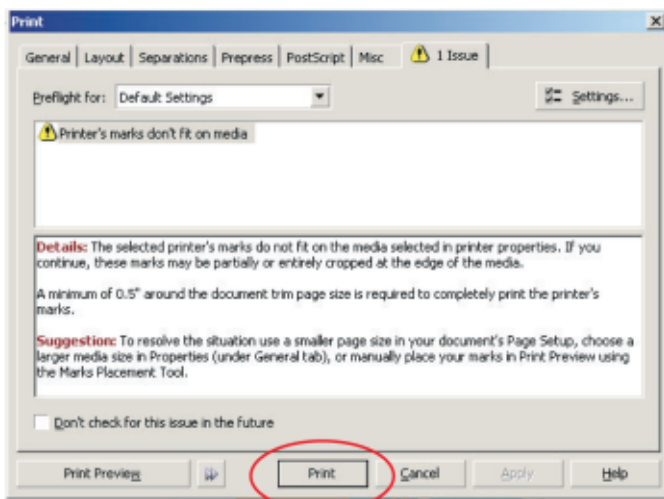 Print
General Layout Separations Prepress PostScript Misc 1 Issue
Preflight for: Default Settings Settings...
Printer's marks don't fit on media
Details: The selected printer's marks do not fit on the media selected in printer properties. If you
continue, these marks may be partially or entirely cropped at the edge of the media.
A minimum of 0.5" around the document trim page size is required to completely print the printer's
marks.
Suggestion: To resolve the situation use a smaller page size in your document's Page Setup, choose a
larger media size in Properties (under General tab), or manually place your marks in Print Preview using
the Marks Placement Tool.
Don't check for this issue in the future
Print Preview Print Cancel Apply Help